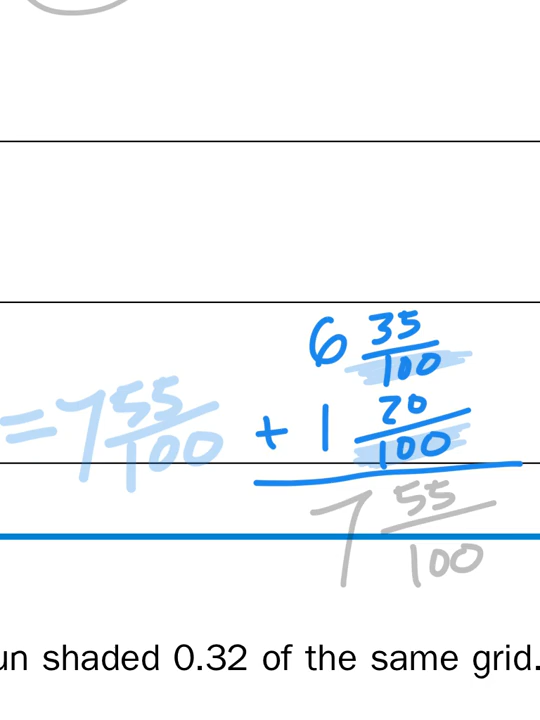 6 35/100
+ 1 20/100
= 7 55/100
7 55/100
un shaded 0.32 of the same grid.